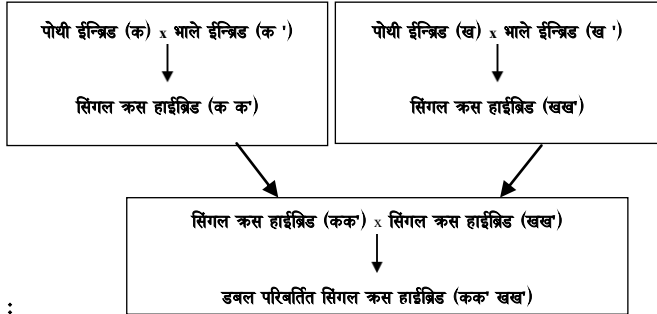 पोथी ईन्ब्रिड (क) x भाले ईन्ब्रिड (क ')
सिंगल क्रस हाईब्रिड (क क')
पोथी ईन्ब्रिड (ख) x भाले ईन्ब्रिड (ख ')
सिंगल क्रस हाईब्रिड (खख')
सिंगल क्रस हाईब्रिड (कक') x सिंगल क्रस हाईब्रिड (खख')
डबल परिबर्तित सिंगल क्रस हाईब्रिड (कक' खख')
: